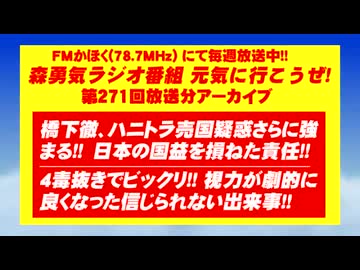 FMかほく(78.7MHz) にて毎週放送中!!
森勇気ラジオ番組 元気に行こうぜ!
第271回放送分アーカイブ
橋下徹、ハニトラ売国疑惑さらに強
まる!! 日本の国益を損ねた責任!!
4毒抜きでビックリ!! 視力が劇的に
良くなった信じられない出来事!!